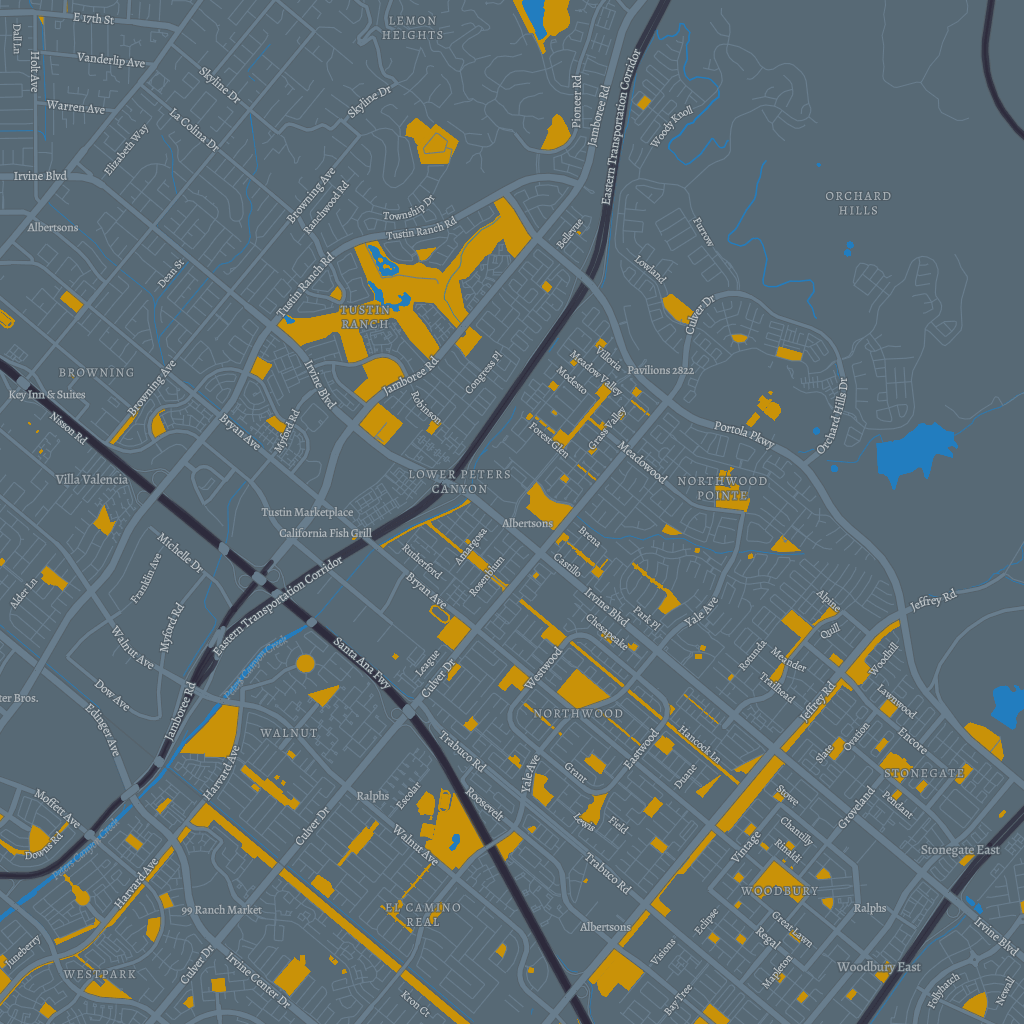 E 17th St
LEMON
HEIGHTS
Dall Ln
Holt Ave
Vanderlip Ave
Skyline Dr
Skyline Dr
Pioneer Rd
Jamboree Rd
Eastern Transportation Corridor
Warren Ave
La Colina Dr
Elizabeth Way
Woody Knoll
Irvine Blvd
Browning Ave
Ranchwood Rd
Township Dr
Tustin Ranch Rd
ORCHARD
HILLS
Albertsons
Bellevue
Furrow
Dean St
Tustin Ranch Rd
Lowland
Culver Dr
TUSTIN
RANCH
BROWNING
Key Inn & Suites
Browning Ave
Irvine Blvd
Jamboree Rd
Congress Pl
Villoria
Meadow Valley
Modesto
Pavilions 2822
Nisson Rd
Bryan Ave
Myford Rd
Robinson
Forest Glen
Grass Valley
Portola Pkwy
Orchard Hills Dr
Meadowood
Villa Valencia
LOWER PETERS
CANYON
NORTHWOOD
POINTE
Tustin Marketplace
California Fish Grill
Albertsons
Brena
Michelle Dr
Franklin Ave
Rutherford
Amargosa
Rosenblum
Castillo
Alder Ln
Eastern Transportation Corridor
Bryan Ave
Irvine Blvd
Park Pl
Yale Ave
Jeffrey Rd
Alpine
Quill
Myford Rd
Walnut Ave
Chesapeake
Santa Ana Fwy
League
Culver Dr
Westwood
Rotunda
Meander
Trailhead
Woodhill
Peters Canyon Creek
ter Bros.
Dow Ave
Edinger Ave
Jamboree Rd
Jeffrey Rd
Lawnwood
NORTHWOOD
WALNUT
Trabuco Rd
Eastwood
Hancock Ln
Slate
Oration
Encore
Harvard Ave
Yale Ave
Grant
Duane
STONEGATE
Moffett Ave
Ralphs
Escolar
Roosevelt
Stowe
Groveland
Pendant
Downs Rd
Culver Dr
Walnut Ave
Lewis
Field
Chantilly
Vintage
Rinaldi
Stonegate East
Peters Canyon Creek
Harvard Ave
Trabuco Rd
WOODBURY
99 Ranch Market
EL CAMINO
REAL
Albertsons
Eclipse
Great Lawn
Regal
Ralphs
Irvine Blvd
Juneberry
WESTPARK
Culver Dr
Irvine Center Dr
Visions
Mapleton
Woodbury East
Kron Ct
Bay Tree
Follyhatch
Newall